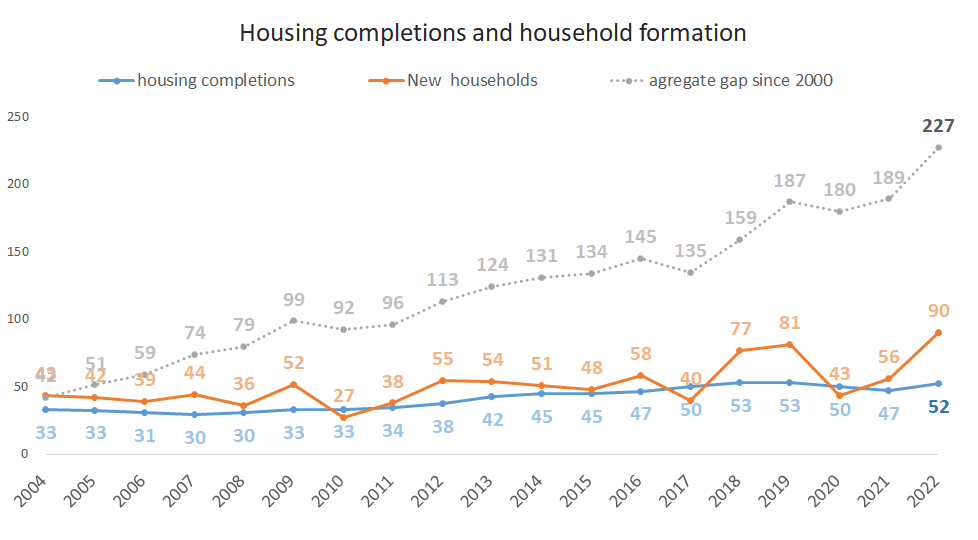 Housing completions and household formation
housing completions New  households agregate gap since 2000
250
200
150
100
50
0
42 51 59 74 79 99 92 96 113 124 131 134 145 135 159 187 180 189 227
43 42 39 44 36 52 27 38 55 54 51 48 58 40 77 81 43 56 90
33 33 31 30 30 33 33 34 38 42 45 45 47 50 53 53 50 47 52
2004 2005 2006 2007 2008 2009 2010 2011 2012 2013 2014 2015 2016 2017 2018 2019 2020 2021 2022